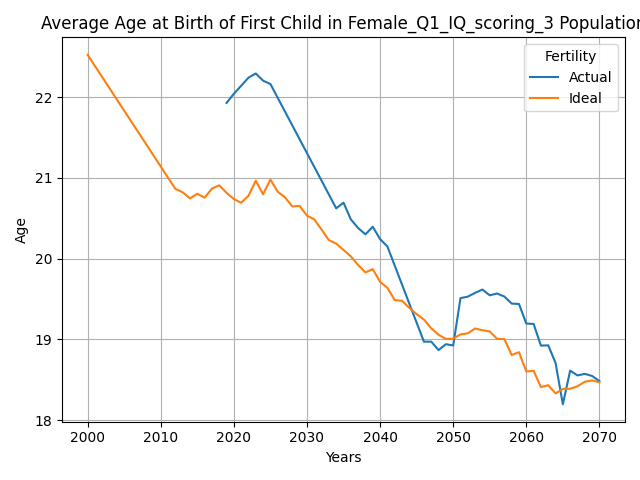 Average Age at Birth of First Child in Female_Q1_IQ_scoring_3 Population
Fertility
Actual
Ideal
22
21
20
19
18
Age
2000 2010 2020 2030 2040 2050 2060 2070
Years